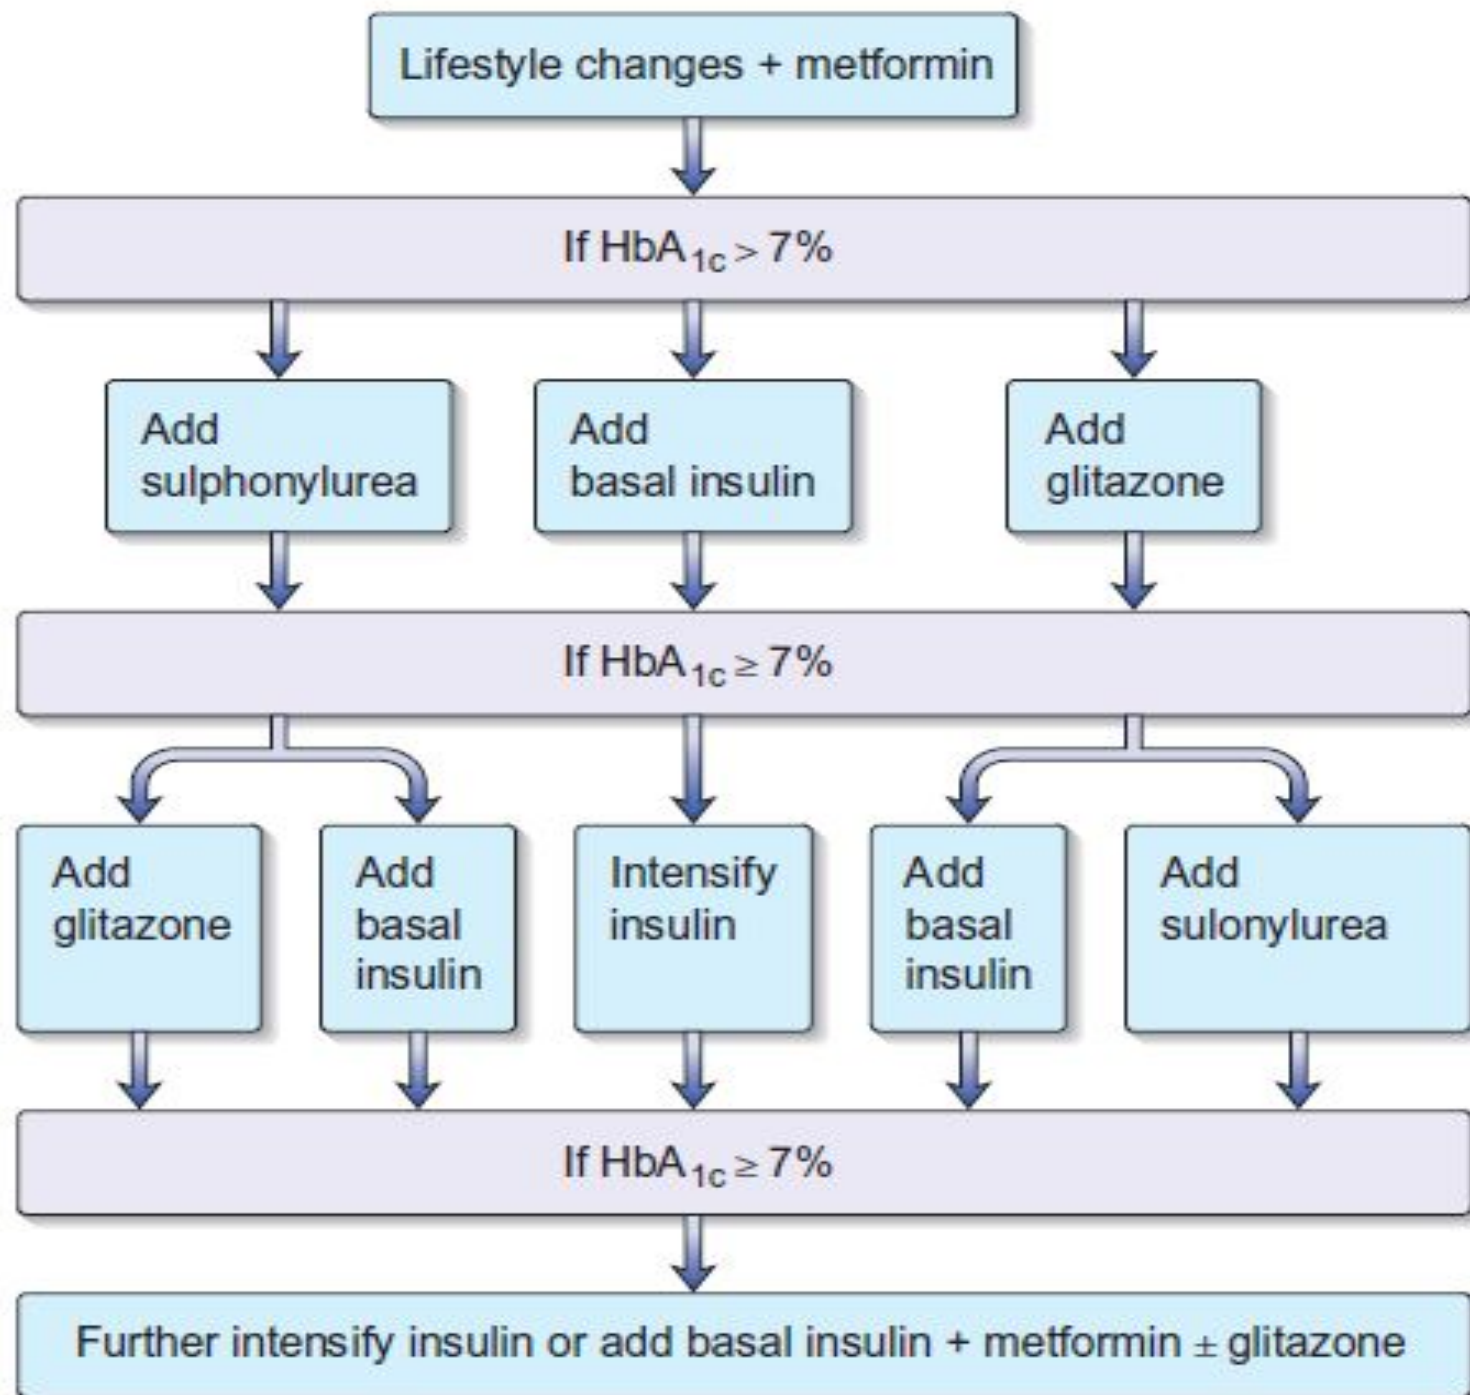 Lifestyle changes + metformin
If HbA1c > 7%
Add
sulphonylurea
Add
basal insulin
Add
glitazone
If HbA1c ≥ 7%
Add
glitazone
Add
basal
insulin
Intensify
insulin
Add
basal
insulin
Add
sulonylurea
If HbA1c ≥ 7%
Further intensify insulin or add basal insulin + metformin ± glitazone